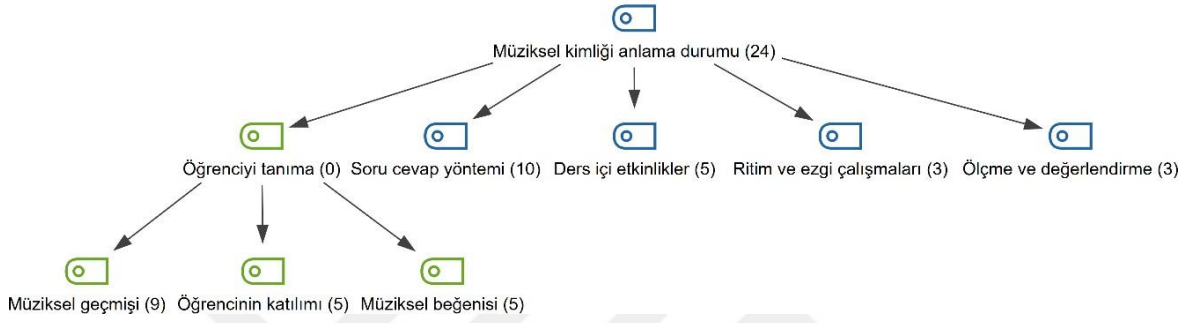 Müziksel kimliği anlama durumu (24)
Öğrenciyi tanıma (0) Soru cevap yöntemi (10) Ders içi etkinlikler (5) Ritim ve ezgi çalışmaları (3) Ölçme ve değerlendirme (3)
Müziksel geçmişi (9) Öğrencinin katılımı (5) Müziksel beğenisi (5)